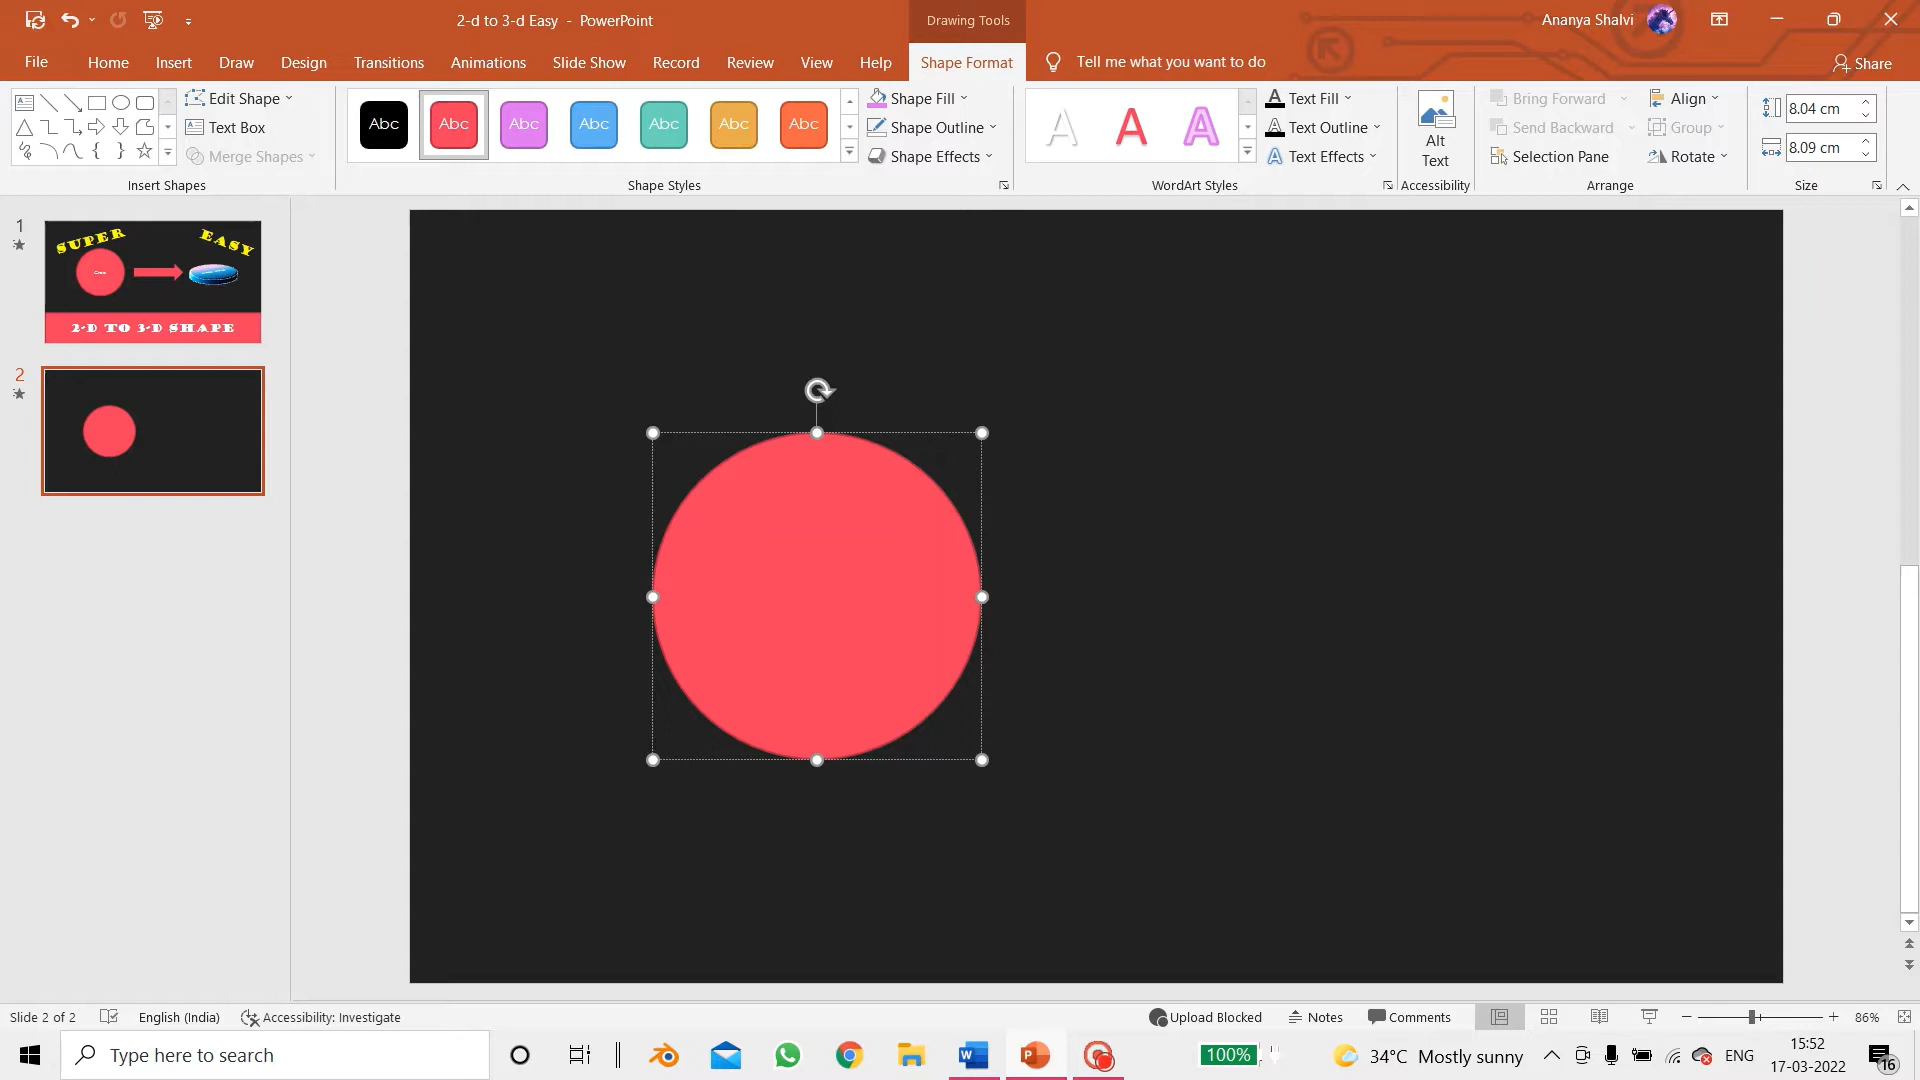 2-d to 3-d Easy - PowerPoint
Drawing Tools
Ananya Shalvi
File
Home
Insert
Draw
Design
Transitions
Animations
Slide Show
Record
Review
View
Help
Shape Format
Tell me what you want to do
Share
Edit Shape
Text Box
Merge Shapes
Insert Shapes
Abc
Abc
Abc
Abc
Abc
Abc
Abc
Shape Fill
Shape Outline
Shape Effects
Shape Styles
A
A
A
Text Fill
Text Outline
Text Effects
WordArt Styles
Alt
Text
Accessibility
Bring Forward
Send Backward
Selection Pane
Align
Group
Rotate
Arrange
8.04 cm
8.09 cm
Size
1
SUPER
EASY
2-D TO 3-D SHAPE
2
Slide 2 of 2
English (India)
Accessibility: Investigate
Upload Blocked
Notes
Comments
86%
Type here to search
100%
34°C Mostly sunny
ENG
15:52
17-03-2022
16